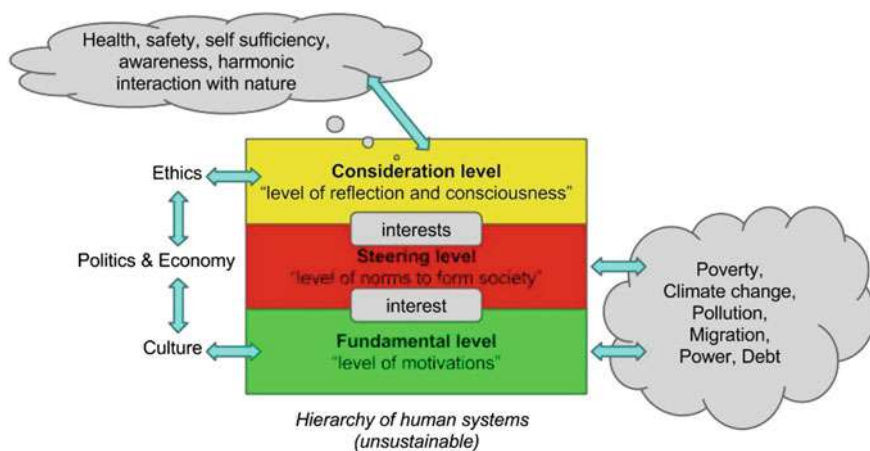 Health, safety, self sufficiency,
awareness, harmonic
interaction with nature
Consideration level
"level of reflection and consciousness"
Ethics
interests
Steering level
"level of norms to form society"
Politics & Economy
interest
Fundamental level
"level of motivations"
Culture
Poverty,
Climate change,
Pollution,
Migration,
Power, Debt
Hierarchy of human systems
(unsustainable)